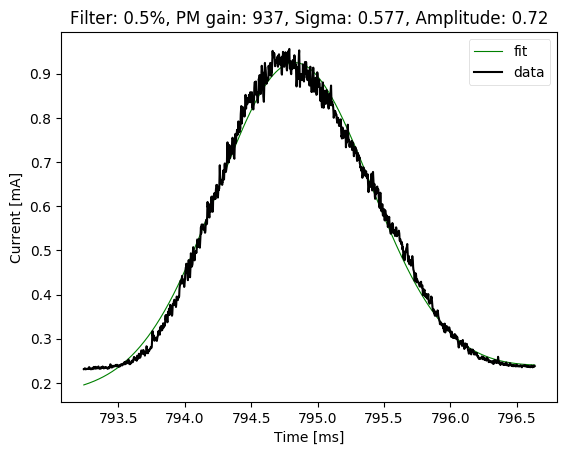 Filter: 0.5%, PM gain: 937, Sigma: 0.577, Amplitude: 0.72
fit
data
Current [mA]
0.9
0.8
0.7
0.6
0.5
0.4
0.3
0.2
793.5 794.0 794.5 795.0 795.5 796.0 796.5
Time [ms]